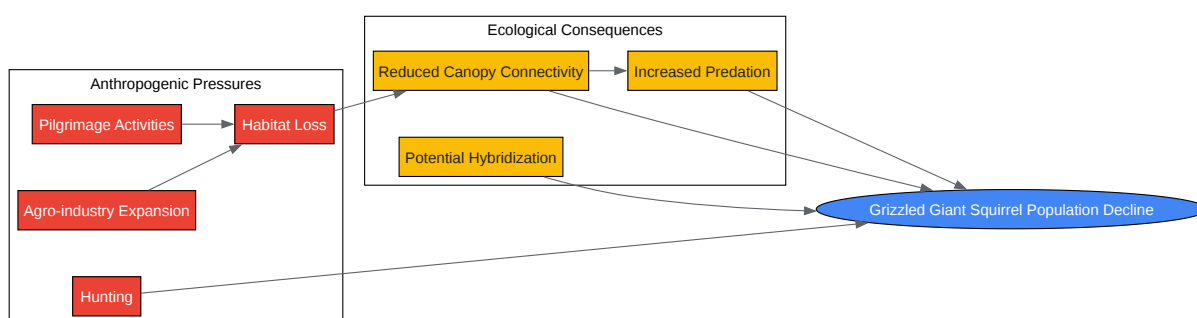 Ecological Consequences
Reduced Canopy Connectivity
Increased Predation
Anthropogenic Pressures
Pilgrimage Activities
Habitat Loss
Potential Hybridization
Agro-industry Expansion
Grizzled Giant Squirrel Population Decline
Hunting